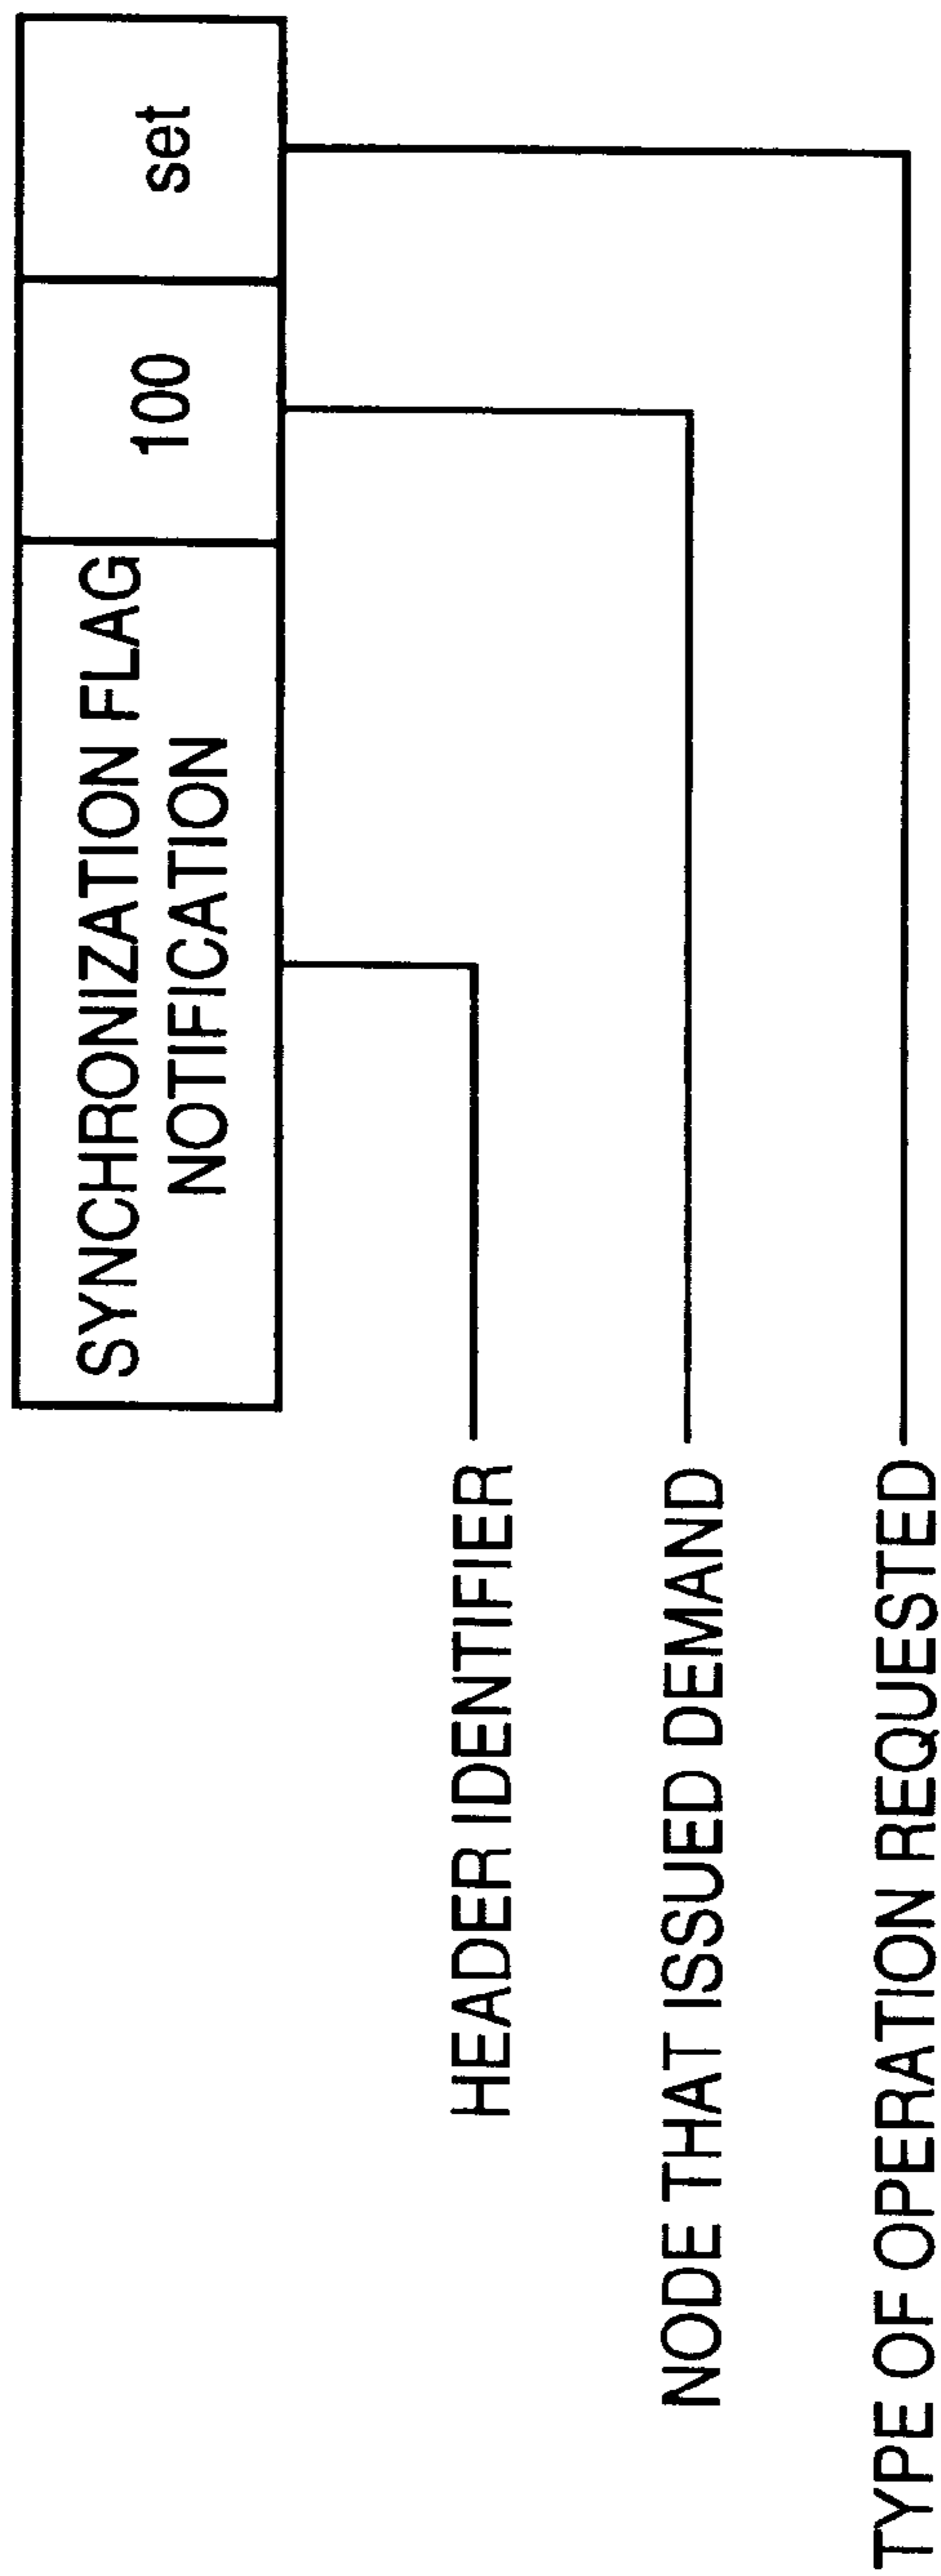 SYNCHRONIZATION FLAG
NOTIFICATION
100
set
HEADER IDENTIFIER
NODE THAT ISSUED DEMAND
TYPE OF OPERATION REQUESTED